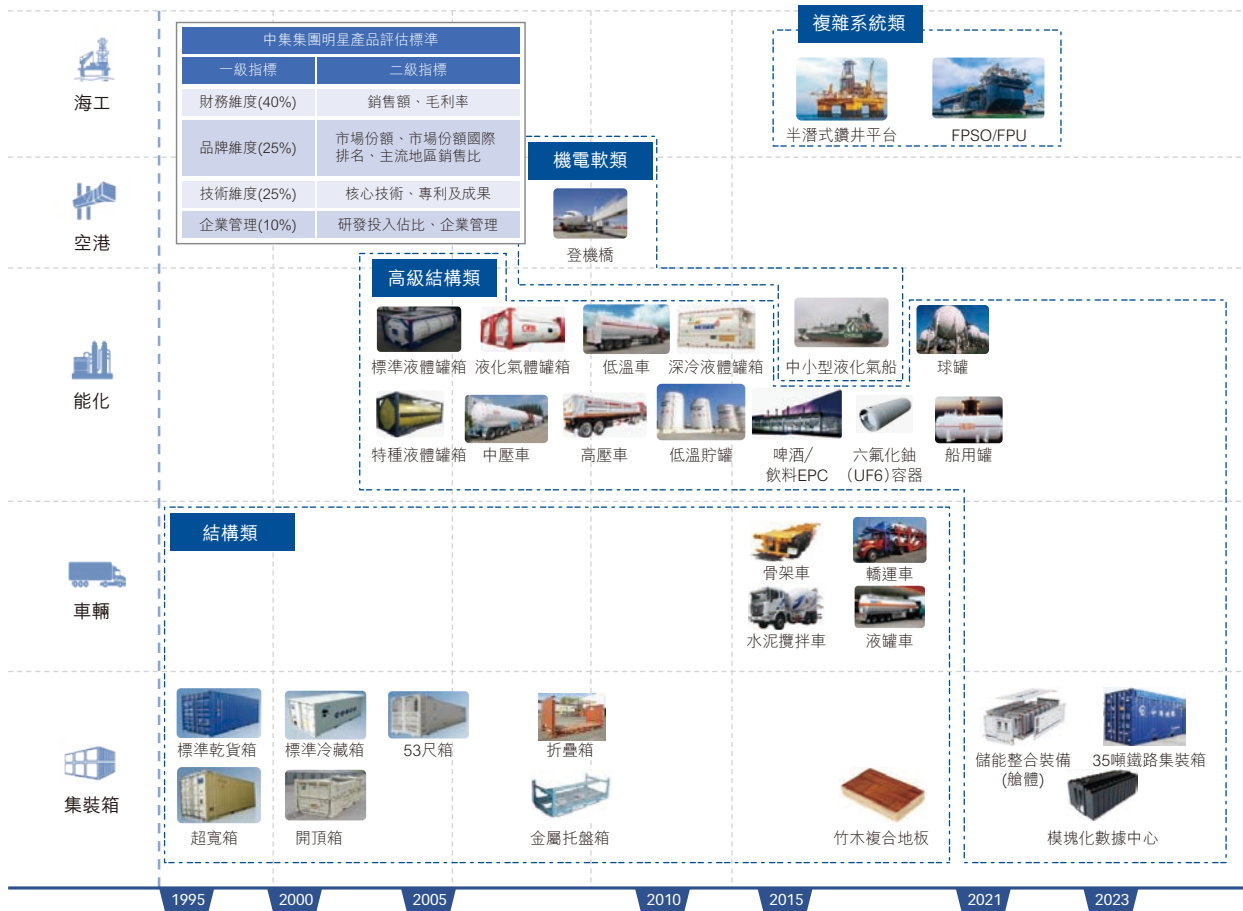 複雜系統類
中集集團明星產品評估標準
一級指標
二級指標
財務維度(40%)
銷售額、毛利率
品牌維度(25%)
市場份額、市場份額國際
排名、主流地區銷售比
技術維度(25%)
核心技術、專利及成果
企業管理(10%)
研發投入佔比、企業管理
海工
半潛式鑽井平台
FPSO/FPU
機電軟類
空港
登機橋
高級結構類
能化
標準液體罐箱
液化氣體罐箱
低溫車
深冷液體罐箱
中小型液化氣船
球罐
特種液體罐箱
中壓車
高壓車
低溫貯罐
啤酒/
飲料EPC
六氟化鈾
(UF6)容器
船用罐
結構類
車輛
骨架車
轎運車
水泥攪拌車
液罐車
集裝箱
標準乾貨箱
標準冷藏箱
53尺箱
折疊箱
儲能整合裝備
(艙體)
35噸鐵路集裝箱
超寬箱
開頂箱
金屬托盤箱
竹木複合地板
模塊化數據中心
1995
2000
2005
2010
2015
2021
2023